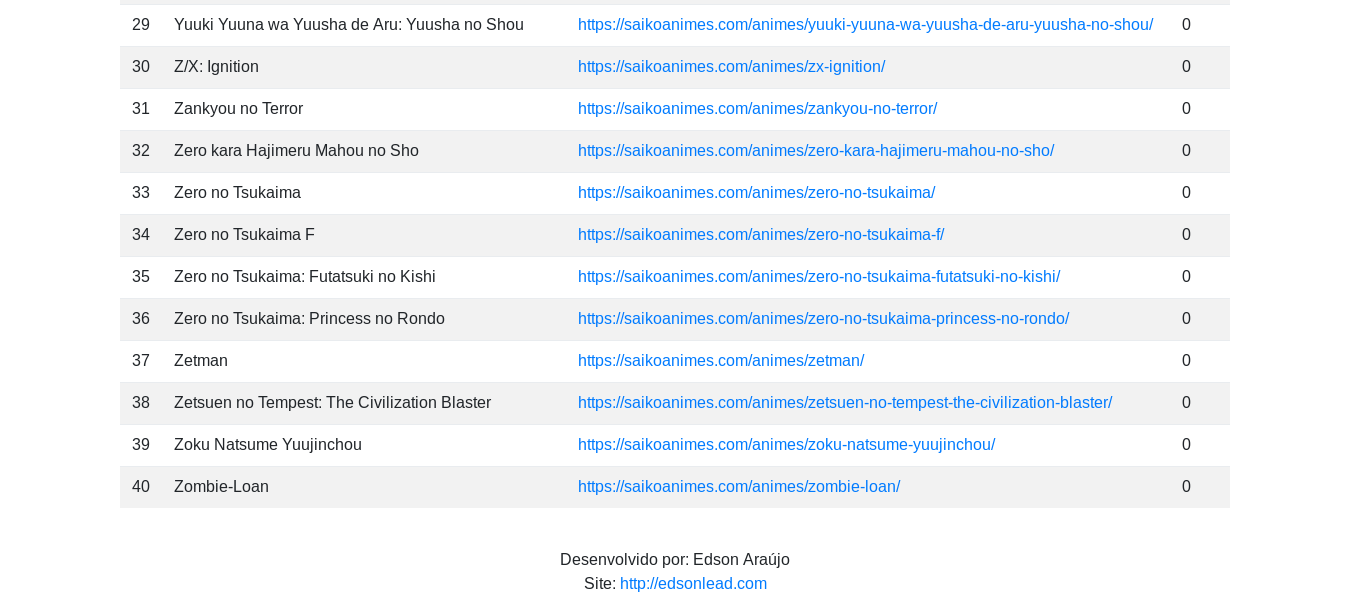 29 Yuuki Yuuna wa Yuusha de Aru: Yuusha no Shou https://saikoanimes.com/animes/yuuki-yuuna-wa-yuusha-de-aru-yuusha-no-shou/ 0
30 Z/X: Ignition https://saikoanimes.com/animes/zx-ignition/ 0
31 Zankyou no Terror https://saikoanimes.com/animes/zankyou-no-terror/ 0
32 Zero kara Hajimeru Mahou no Sho https://saikoanimes.com/animes/zero-kara-hajimeru-mahou-no-sho/ 0
33 Zero no Tsukaima https://saikoanimes.com/animes/zero-no-tsukaima/ 0
34 Zero no Tsukaima F https://saikoanimes.com/animes/zero-no-tsukaima-f/ 0
35 Zero no Tsukaima: Futatsuki no Kishi https://saikoanimes.com/animes/zero-no-tsukaima-futatsuki-no-kishi/ 0
36 Zero no Tsukaima: Princess no Rondo https://saikoanimes.com/animes/zero-no-tsukaima-princess-no-rondo/ 0
37 Zetman https://saikoanimes.com/animes/zetman/ 0
38 Zetsuen no Tempest: The Civilization Blaster https://saikoanimes.com/animes/zetsuen-no-tempest-the-civilization-blaster/ 0
39 Zoku Natsume Yuujinchou https://saikoanimes.com/animes/zoku-natsume-yuujinchou/ 0
40 Zombie-Loan https://saikoanimes.com/animes/zombie-loan/ 0
Desenvolvido por: Edson Araújo
Site: http://edsonlead.com